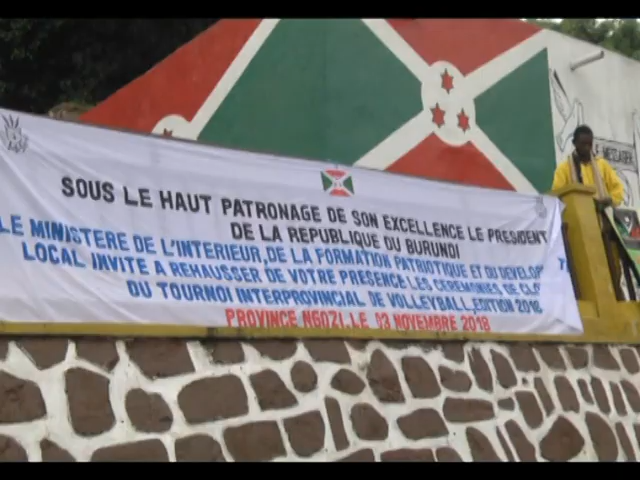 SOUS LE HAUT PATRONAGE DE SON EXCELLENCE LE PRESIDENT
DE LA REPUBLIQUE DU BURUNDI
LE MINISTERE DE L'INTERIEUR, DE LA FORMATION PATRIOTIQUE ET DU DEVELOP
LOCAL INVITE A REHAUSSER DE VOTRE PRESENCE LES CEREMONIES DE CLO
DU TOURNOI INTERPROVINCIAL DE VOLLEYBALL, EDITION 2018
PROVINCE NGOZI, LE 03 NOVEMBRE 2018
LE MESSAGER